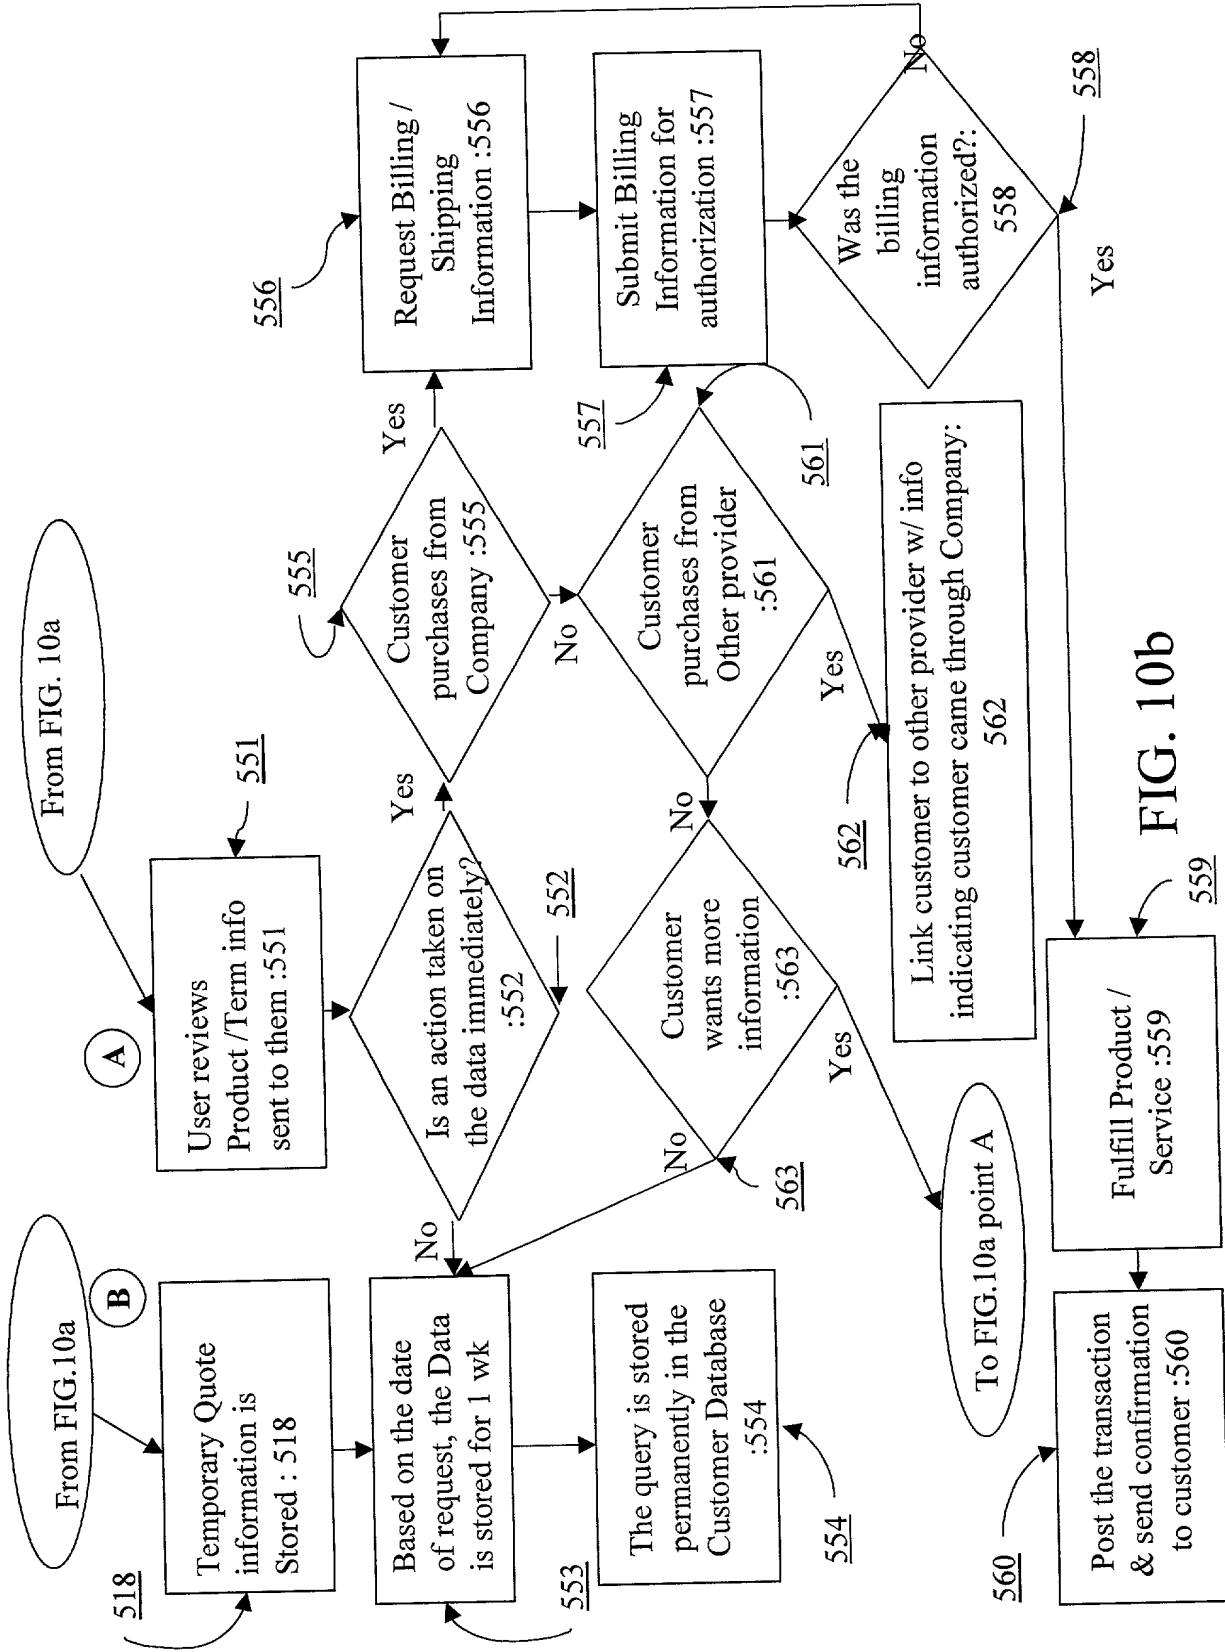 From FIG.10a
B
Temporary Quote
information is
Stored : 518
518
Based on the date
of request, the Data
is stored for 1 wk
553
The query is stored
permanently in the
Customer Database
:554
554
From FIG. 10a
A
User reviews
Product /Term info
sent to them :551
551
Is an action taken on
the data immediately?
:552
552
No
Yes
Customer
purchases from
Company :555
555
Yes
No
Request Billing /
Shipping
Information :556
556
Submit Billing
Information for
authorization :557
557
Was the
billing
information
authorized?:
558
558
No
Yes
Customer
purchases from
Other provider
:561
561
No
Yes
Customer
wants more
information
:563
563
No
Yes
To FIG.10a point A
Link customer to other provider w/ info
indicating customer came through Company:
562
562
Fulfill Product /
Service :559
559
Post the transaction
& send confirmation
to customer :560
560
FIG. 10b